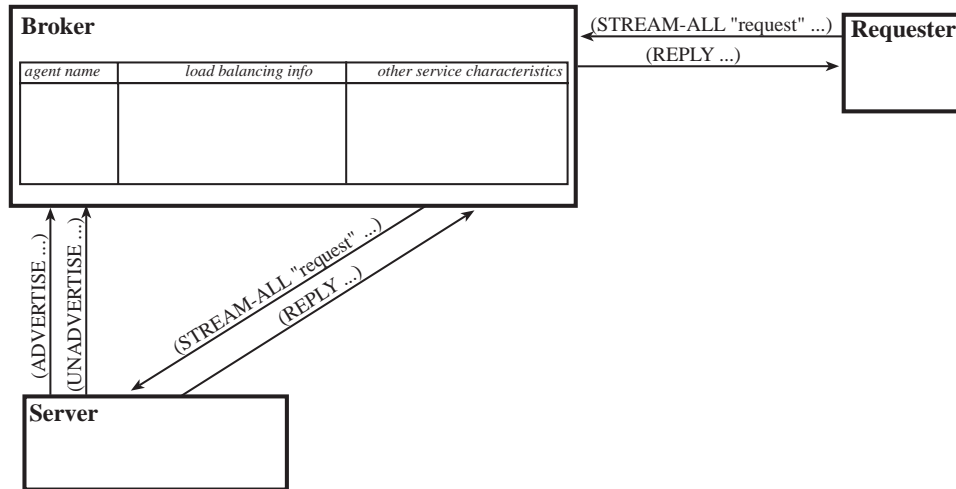 Broker
(STREAM-ALL "request" ...)
Requester
(REPLY ...)
agent name
load balancing info
other service characteristics
(ADVERTISE ...)
(UNADVERTISE ...)
(STREAM-ALL "request" ...)
(REPLY ...)
Server